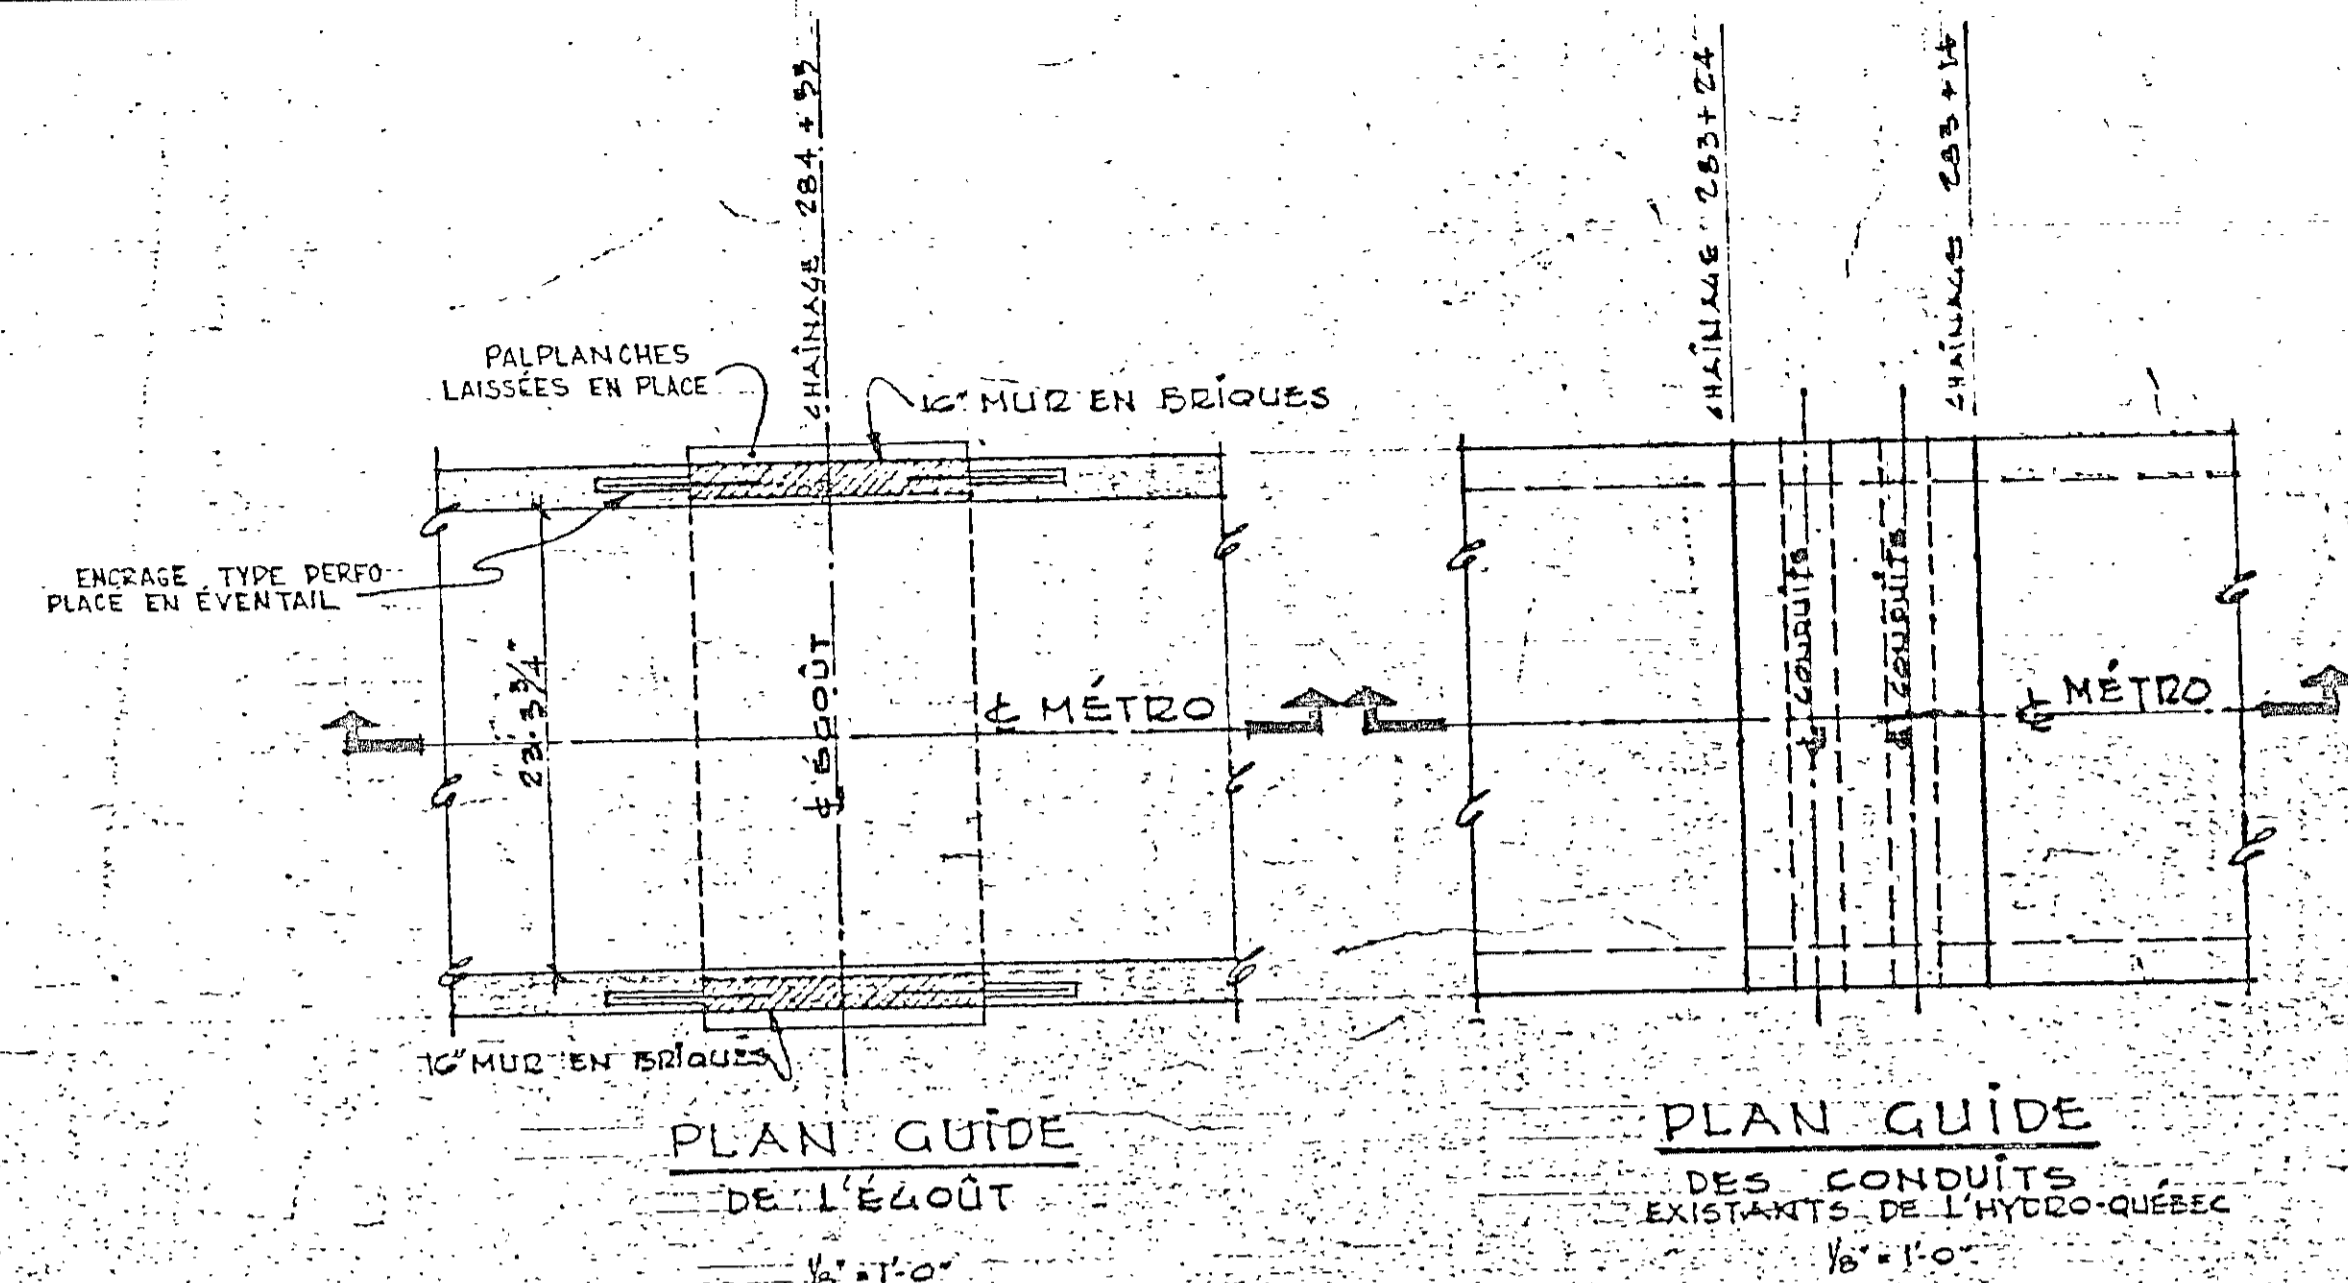 CHAÎNAGE 284+33
CHAÎNAGE 283+24
CHAÎNAGE 283+14
PALPLANCHES
LAISSÉES EN PLACE
16" MUR EN BRIQUES
ENCRAGE TYPE PERFO
PLACÉ EN ÉVENTAIL
23'.3 3/4"
℄ ÉGOÛT
℄ MÉTRO
℄ CONDUITS
℄ CONDUITS
℄ MÉTRO
16" MUR EN BRIQUES
PLAN GUIDE
DE L'ÉGOÛT
1/8" = 1'-0"
PLAN GUIDE
DES CONDUITS
EXISTANTS DE L'HYDRO-QUÉBEC
1/8" = 1'-0"